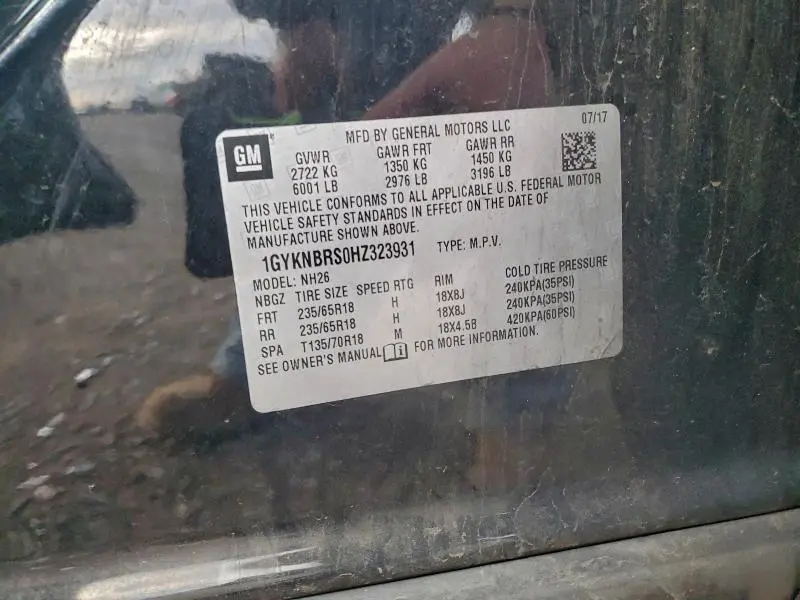 GM
MFD BY GENERAL MOTORS LLC 07/17
GVWR GAWR FRT GAWR RR
2722 KG 1350 KG 1450 KG
6001 LB 2976 LB 3196 LB
THIS VEHICLE CONFORMS TO ALL APPLICABLE U.S. FEDERAL MOTOR
VEHICLE SAFETY STANDARDS IN EFFECT ON THE DATE OF
MANUFACTURE SHOWN ABOVE.
1GYKNBRS0HZ323931 TYPE: M.P.V.
MODEL: NH26
NBGZ TIRE SIZE SPEED RTG RIM COLD TIRE PRESSURE
FRT 235/65R18 H 18X8J 240KPA(35PSI)
RR 235/65R18 H 18X8J 240KPA(35PSI)
SPA T135/70R18 M 18X4.5B 420KPA(60PSI)
SEE OWNER'S MANUAL FOR MORE INFORMATION.